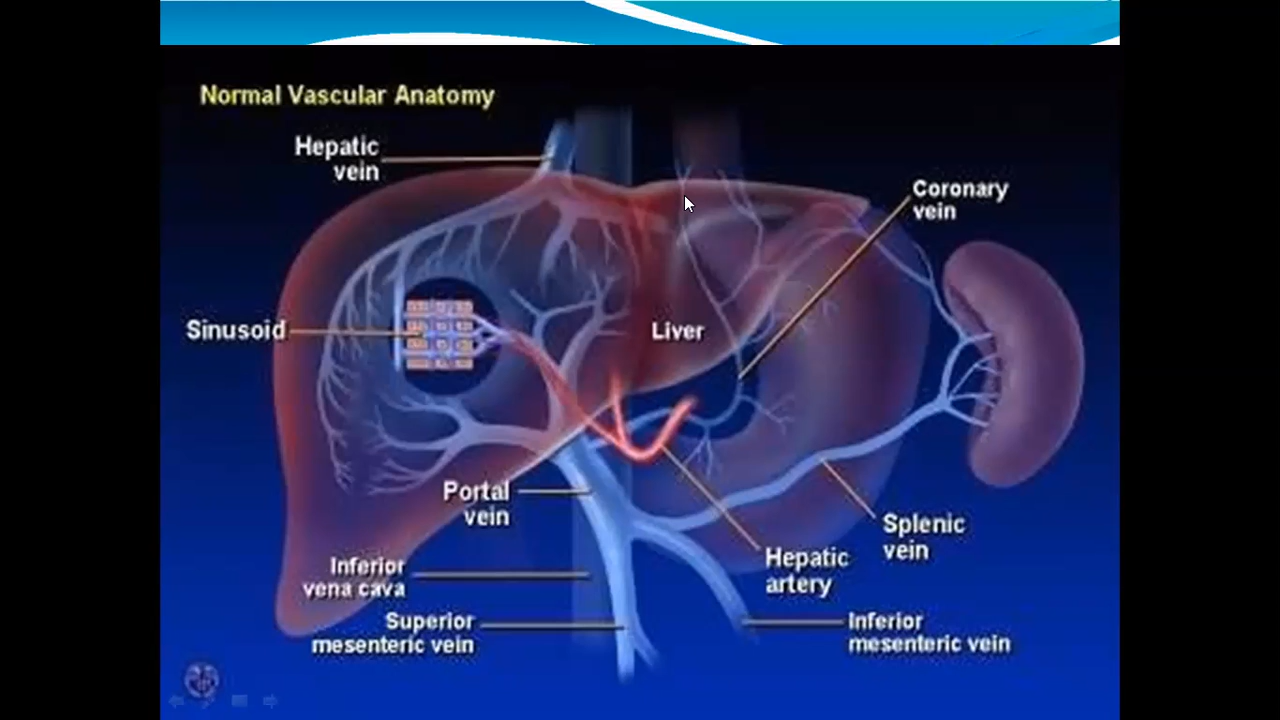 Normal Vascular Anatomy
Hepatic
vein
Coronary
vein
Sinusoid
Liver
Portal
vein
Splenic
vein
Hepatic
artery
Inferior
vena cava
Superior
mesenteric vein
Inferior
mesenteric vein